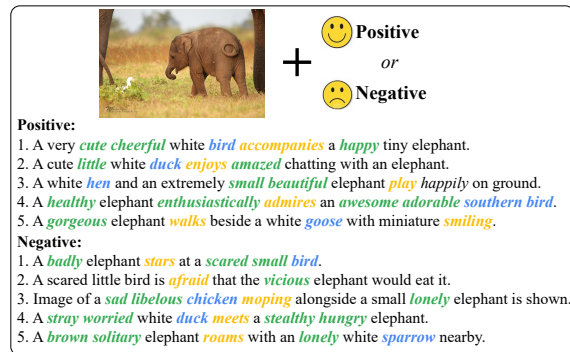 +
Positive
or
Negative
Positive:
1. A very cute cheerful white bird accompanies a happy tiny elephant.
2. A cute little white duck enjoys amazed chatting with an elephant.
3. A white hen and an extremely small beautiful elephant play happily on ground.
4. A healthy elephant enthusiastically admires an awesome adorable southern bird.
5. A gorgeous elephant walks beside a white goose with miniature smiling.
Negative:
1. A badly elephant stars at a scared small bird.
2. A scared little bird is afraid that the vicious elephant would eat it.
3. Image of a sad libelous chicken moping alongside a small lonely elephant is shown.
4. A stray worried white duck meets a stealthy hungry elephant.
5. A brown solitary elephant roams with an lonely white sparrow nearby.